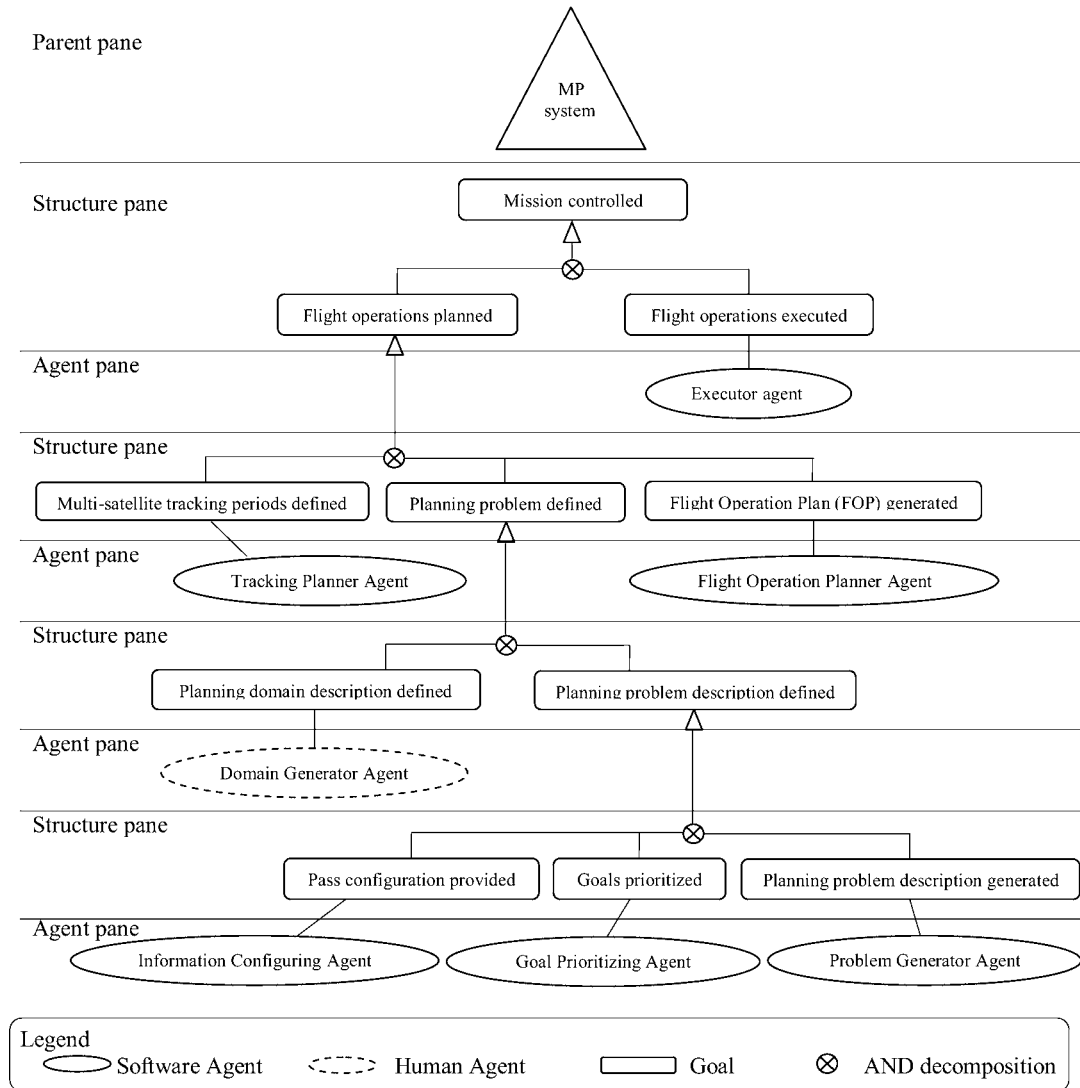 Parent pane
MP
system
Structure pane
Mission controlled
Flight operations planned
Flight operations executed
Agent pane
Executor agent
Structure pane
Multi-satellite tracking periods defined
Planning problem defined
Flight Operation Plan (FOP) generated
Agent pane
Tracking Planner Agent
Flight Operation Planner Agent
Structure pane
Planning domain description defined
Planning problem description defined
Agent pane
Domain Generator Agent
Structure pane
Pass configuration provided
Goals prioritized
Planning problem description generated
Agent pane
Information Configuring Agent
Goal Prioritizing Agent
Problem Generator Agent
Legend
Software Agent
Human Agent
Goal
AND decomposition